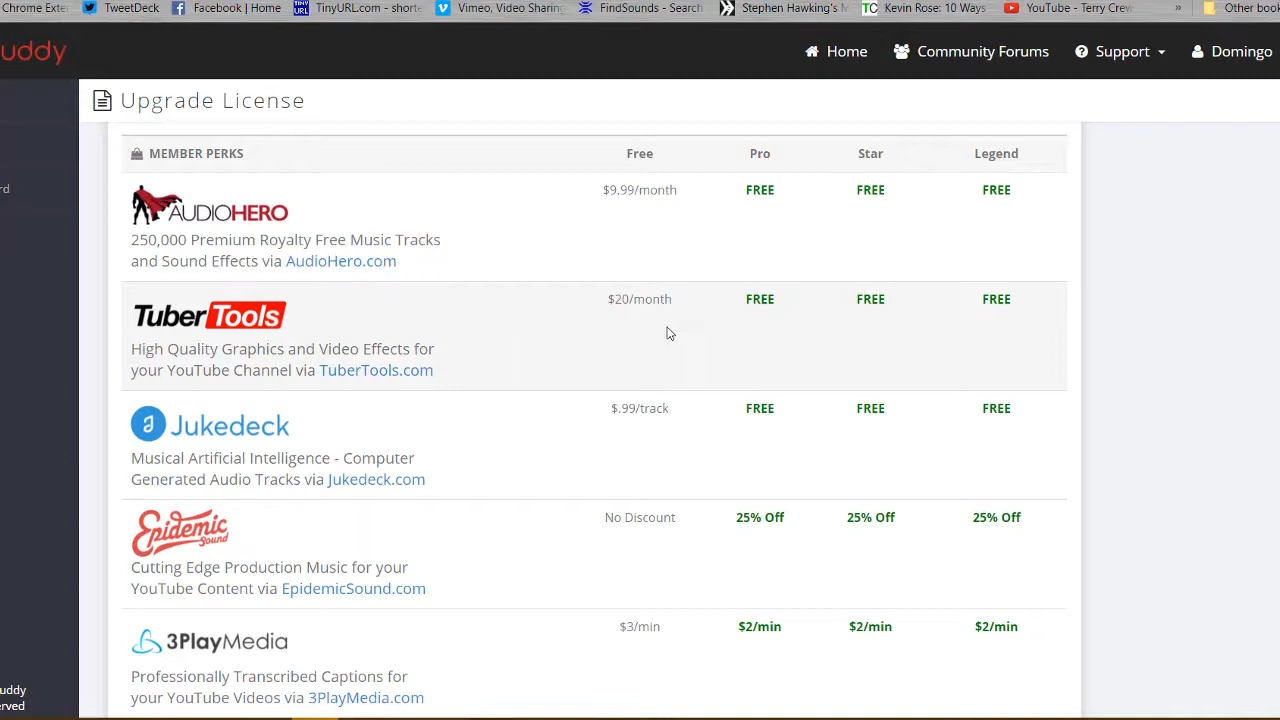 Chrome Exter TweetDeck Facebook | Home TinyURL.com - shorte Vimeo, Video Sharing FindSounds - Search Stephen Hawking's M Kevin Rose: 10 Ways YouTube - Terry Crew » Other book
uddy Home Community Forums Support Domingo
Upgrade License
rd
MEMBER PERKS Free Pro Star Legend
AUDIOHERO $9.99/month FREE FREE FREE
250,000 Premium Royalty Free Music Tracks
and Sound Effects via AudioHero.com
TuberTools $20/month FREE FREE FREE
High Quality Graphics and Video Effects for
your YouTube Channel via TuberTools.com
Jukedeck $.99/track FREE FREE FREE
Musical Artificial Intelligence - Computer
Generated Audio Tracks via Jukedeck.com
Epidemic Sound No Discount 25% Off 25% Off 25% Off
Cutting Edge Production Music for your
YouTube Content via EpidemicSound.com
3PlayMedia $3/min $2/min $2/min $2/min
Professionally Transcribed Captions for
your YouTube Videos via 3PlayMedia.com
uddy
erved